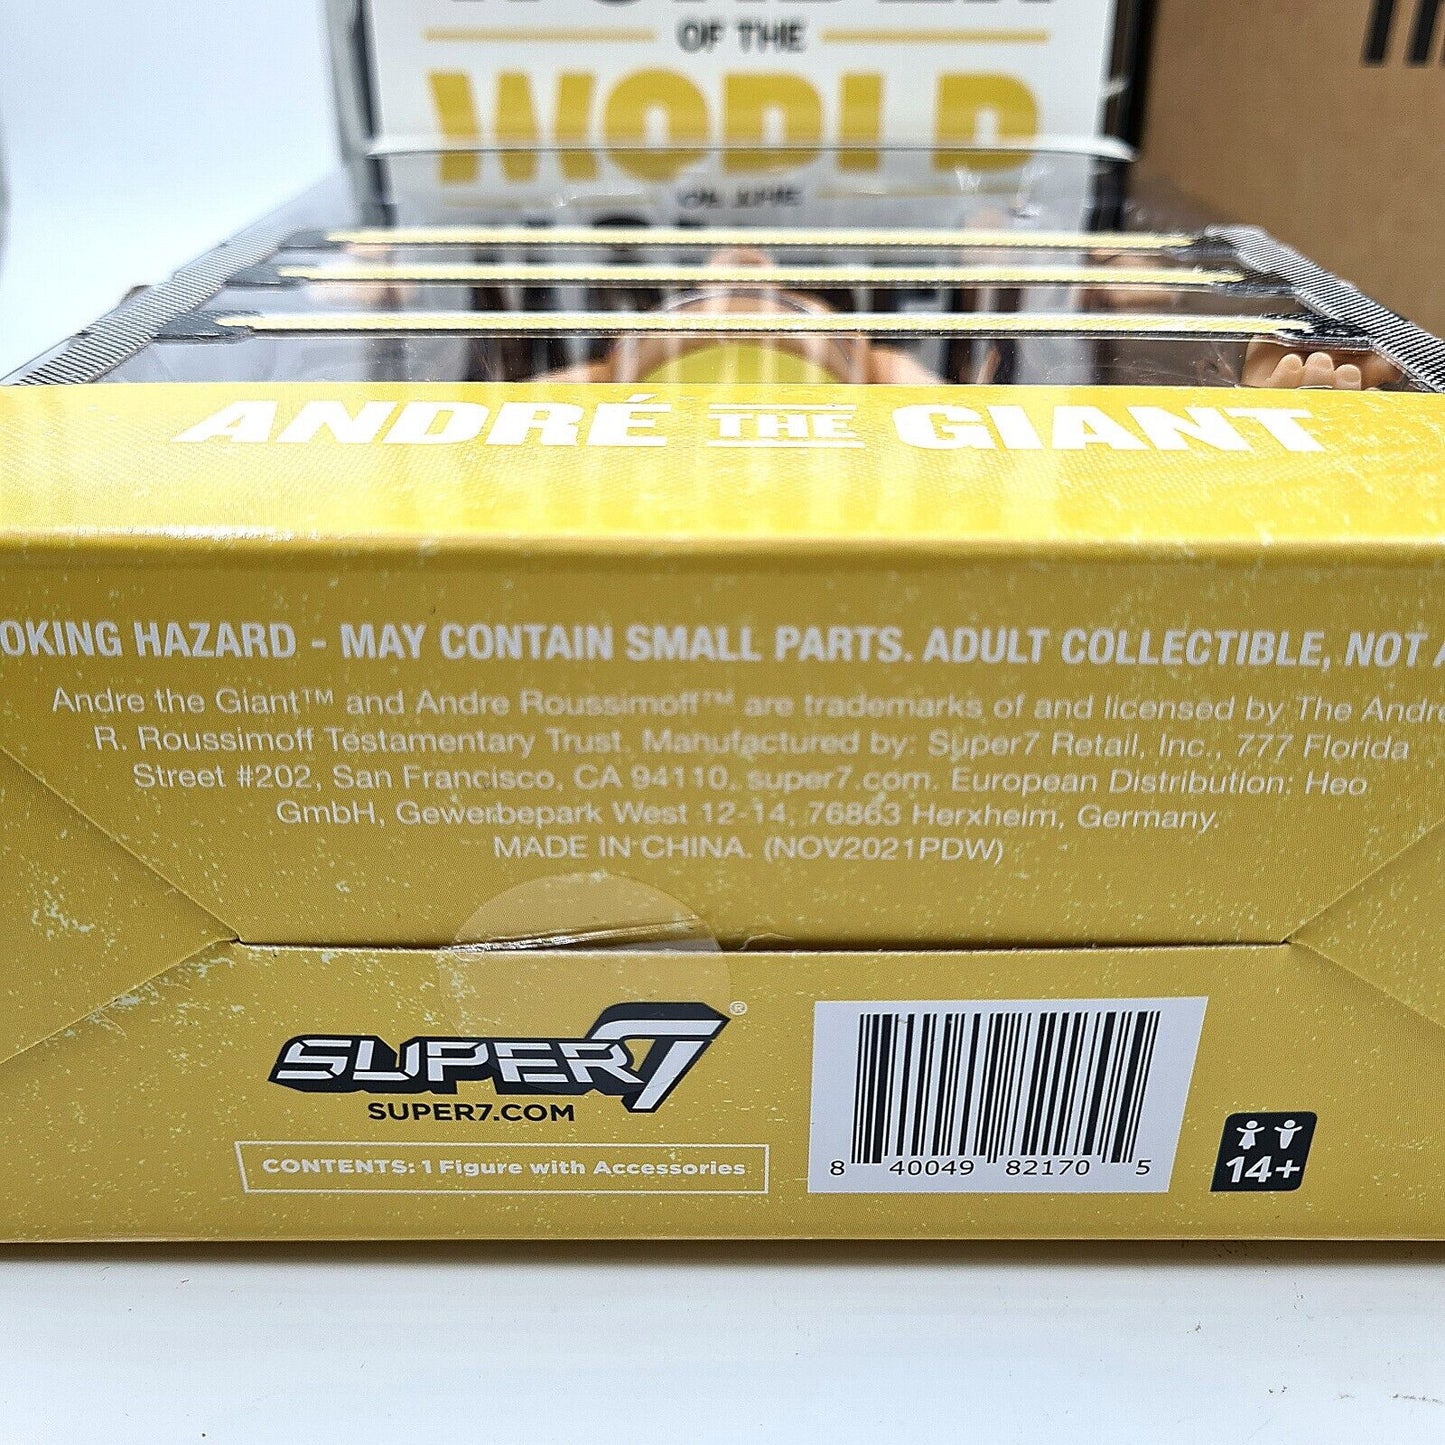 OF THE
WORLD
ANDRÉ THE GIANT
OKING HAZARD - MAY CONTAIN SMALL PARTS. ADULT COLLECTIBLE, NOT A
Andre the Giant™ and Andre Roussimoff™ are trademarks of and licensed by The Andre
R. Roussimoff Testamentary Trust. Manufactured by: Super7 Retail, Inc., 777 Florida
Street #202, San Francisco, CA 94110. super7.com. European Distribution: Heo
GmbH, Gewerbepark West 12-14, 76863 Herxheim, Germany.
MADE IN CHINA. (NOV2021PDW)
SUPER7®
SUPER7.COM
CONTENTS: 1 Figure with Accessories
8 40049 82170 5
14+